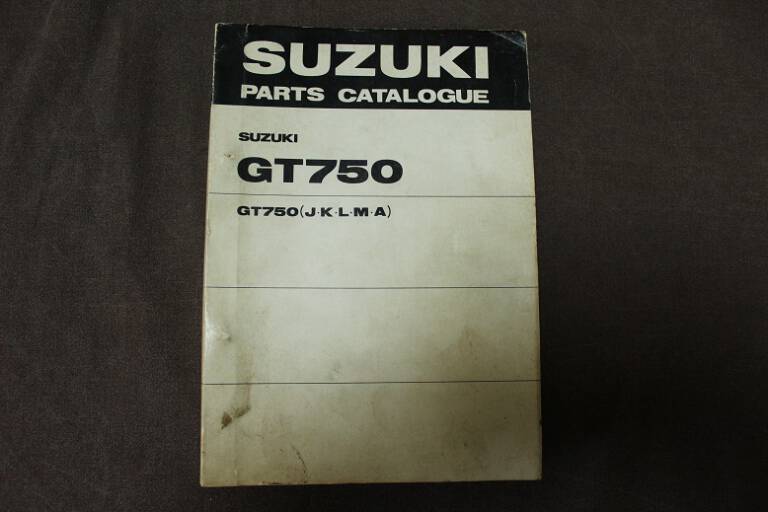 SUZUKI
PARTS CATALOGUE
SUZUKI
GT750
GT750(J·K·L·M·A)